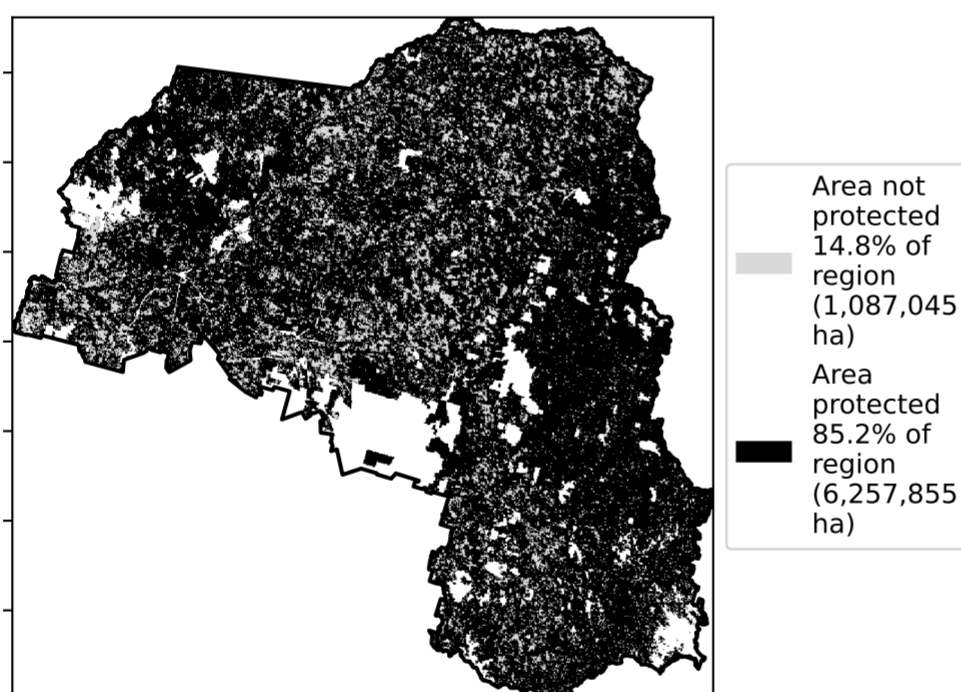 Area not
protected
14.8% of
region
(1,087,045
ha)
Area
protected
85.2% of
region
(6,257,855
ha)